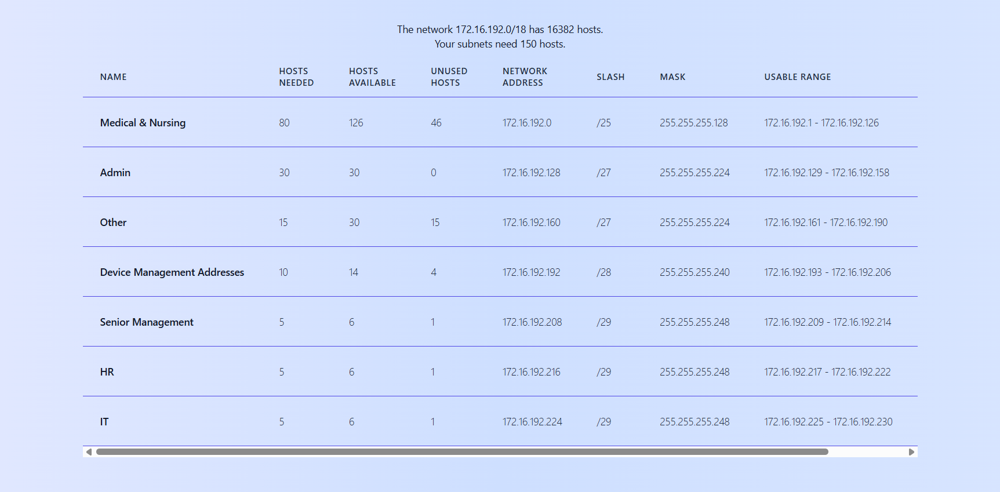 The network 172.16.192.0/18 has 16382 hosts.
Your subnets need 150 hosts.
NAME HOSTS NEEDED HOSTS AVAILABLE UNUSED HOSTS NETWORK ADDRESS SLASH MASK USABLE RANGE
Medical & Nursing 80 126 46 172.16.192.0 /25 255.255.255.128 172.16.192.1 - 172.16.192.126
Admin 30 30 0 172.16.192.128 /27 255.255.255.224 172.16.192.129 - 172.16.192.158
Other 15 30 15 172.16.192.160 /27 255.255.255.224 172.16.192.161 - 172.16.192.190
Device Management Addresses 10 14 4 172.16.192.192 /28 255.255.255.240 172.16.192.193 - 172.16.192.206
Senior Management 5 6 1 172.16.192.208 /29 255.255.255.248 172.16.192.209 - 172.16.192.214
HR 5 6 1 172.16.192.216 /29 255.255.255.248 172.16.192.217 - 172.16.192.222
IT 5 6 1 172.16.192.224 /29 255.255.255.248 172.16.192.225 - 172.16.192.230